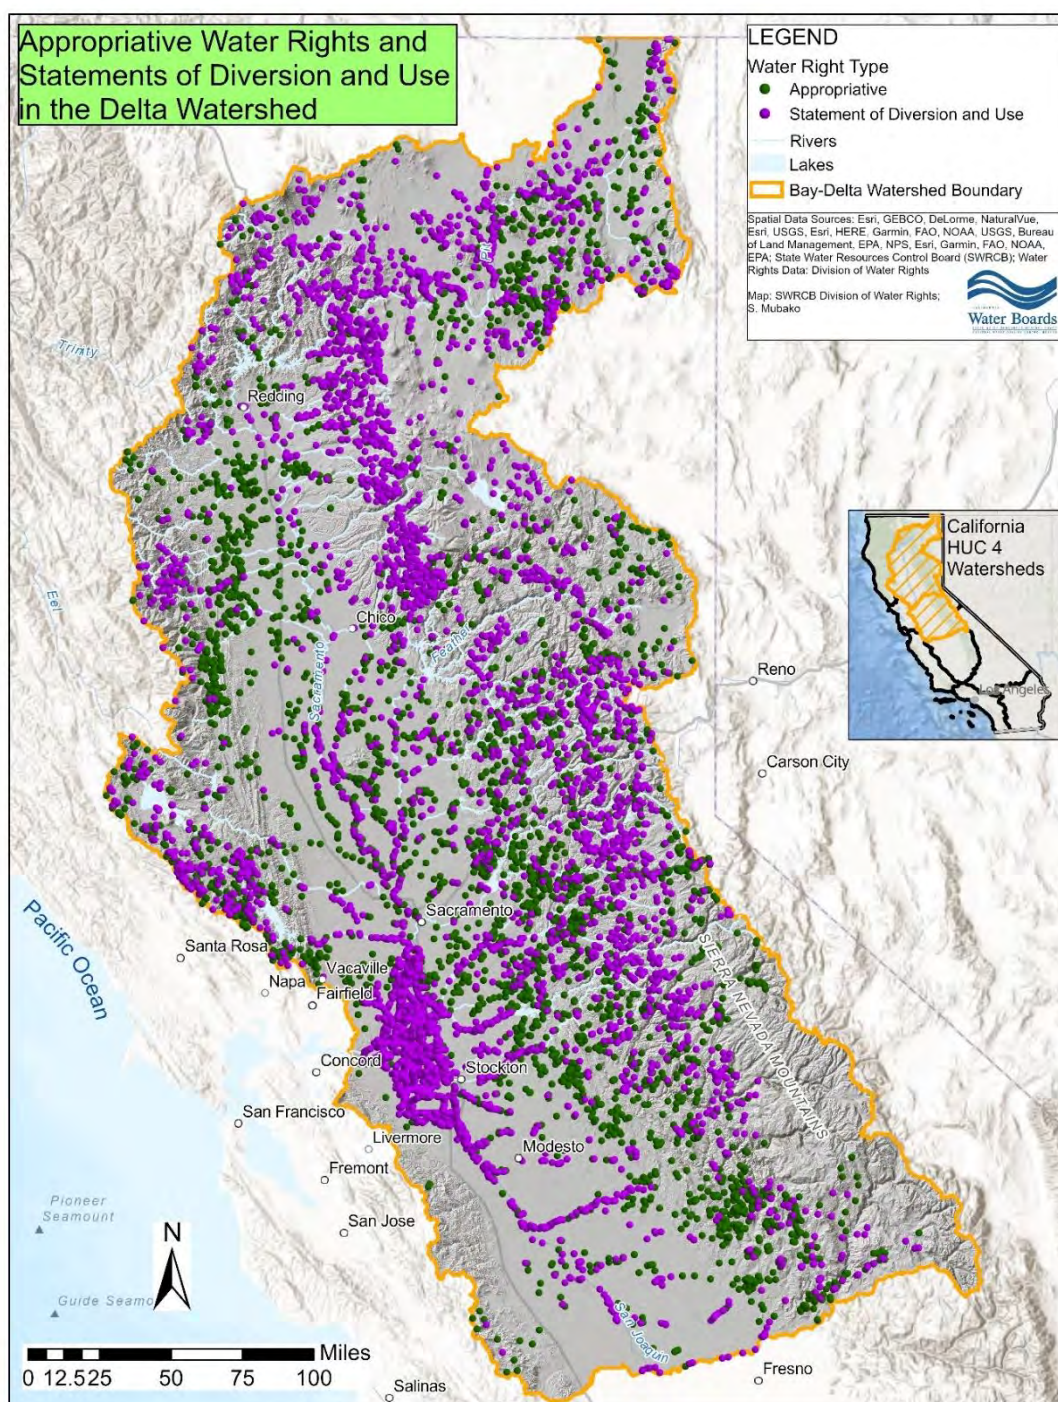 Appropriative Water Rights and
Statements of Diversion and Use
in the Delta Watershed
LEGEND
Water Right Type
Appropriative
Statement of Diversion and Use
Rivers
Lakes
Bay-Delta Watershed Boundary
Spatial Data Sources: Esri, GEBCO, DeLorme, NaturalVue,
Esri, USGS, Esri, HERE, Garmin, FAO, NOAA, USGS, Bureau
of Land Management, EPA, NPS, Esri, Garmin, FAO, NOAA,
EPA; State Water Resources Control Board (SWRCB); Water
Rights Data: Division of Water Rights
Map: SWRCB Division of Water Rights;
S. Mubako
Water Boards
Pit
Trinity
Redding
California
HUC 4
Watersheds
Los Angeles
Eel
Chico
Feather
Sacramento
Reno
Carson City
Pacific Ocean
Sacramento
Santa Rosa
Vacaville
Napa
Fairfield
SIERRA NEVADA MOUNTAINS
Concord
Stockton
San Francisco
Livermore
Modesto
Fremont
Pioneer
Seamount
San Jose
N
Guide Seamo
San Joaquin
Miles
0 12.5 25 50 75 100
Fresno
Salinas